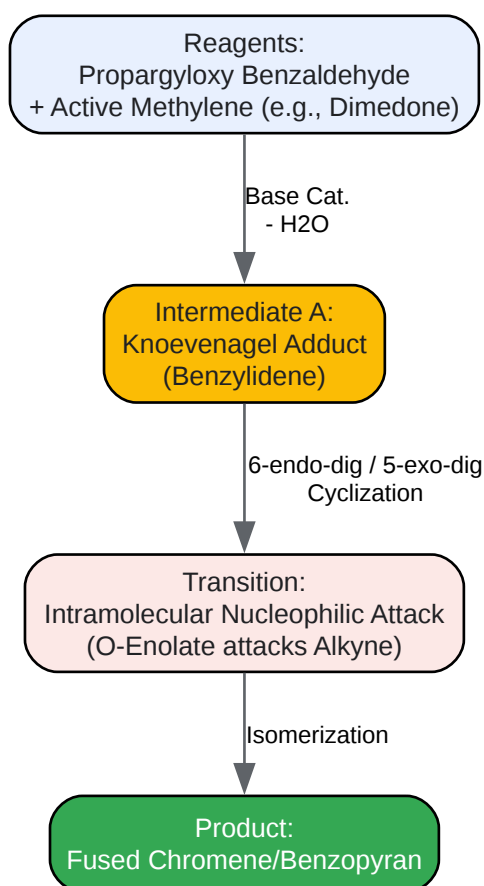 Reagents:
Propargyloxy Benzaldehyde
+ Active Methylene (e.g., Dimedone)
Base Cat.
- H2O
Intermediate A:
Knoevenagel Adduct
(Benzylidene)
6-endo-dig / 5-exo-dig
Cyclization
Transition:
Intramolecular Nucleophilic Attack
(O-Enolate attacks Alkyne)
Isomerization
Product:
Fused Chromene/Benzopyran